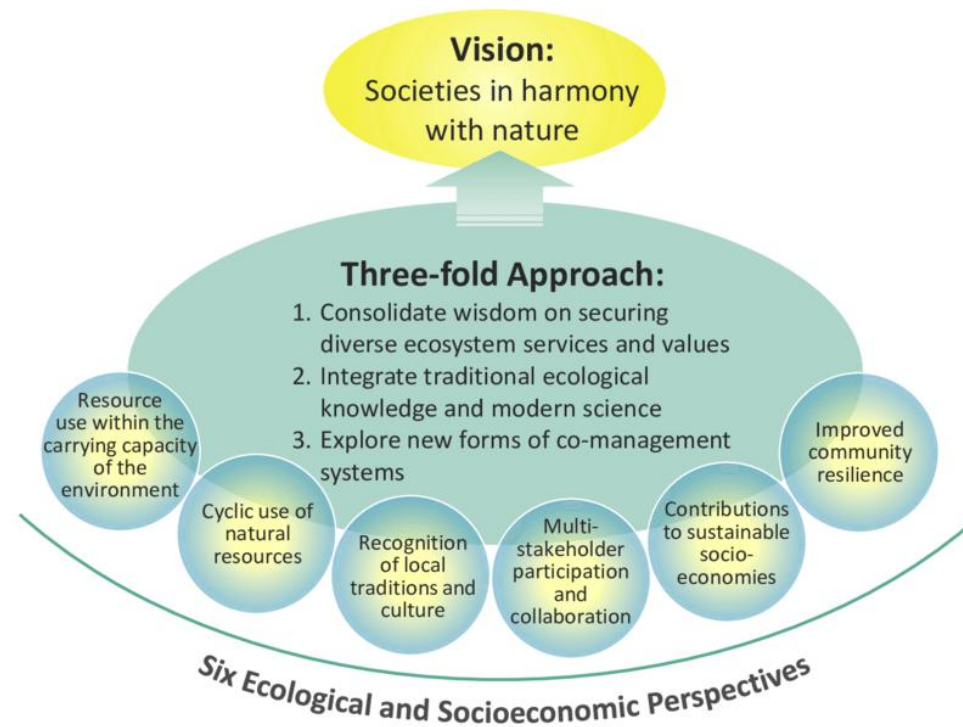 Vision:
Societies in harmony
with nature
Three-fold Approach:
1. Consolidate wisdom on securing
diverse ecosystem services and values
2. Integrate traditional ecological
knowledge and modern science
3. Explore new forms of co-management
systems
Resource
use within the
carrying capacity
of the
environment
Cyclic use of
natural
resources
Recognition
of local
traditions and
culture
Multi-
stakeholder
participation
and
collaboration
Contributions
to sustainable
socio-
economies
Improved
community
resilience
Six Ecological and Socioeconomic Perspectives